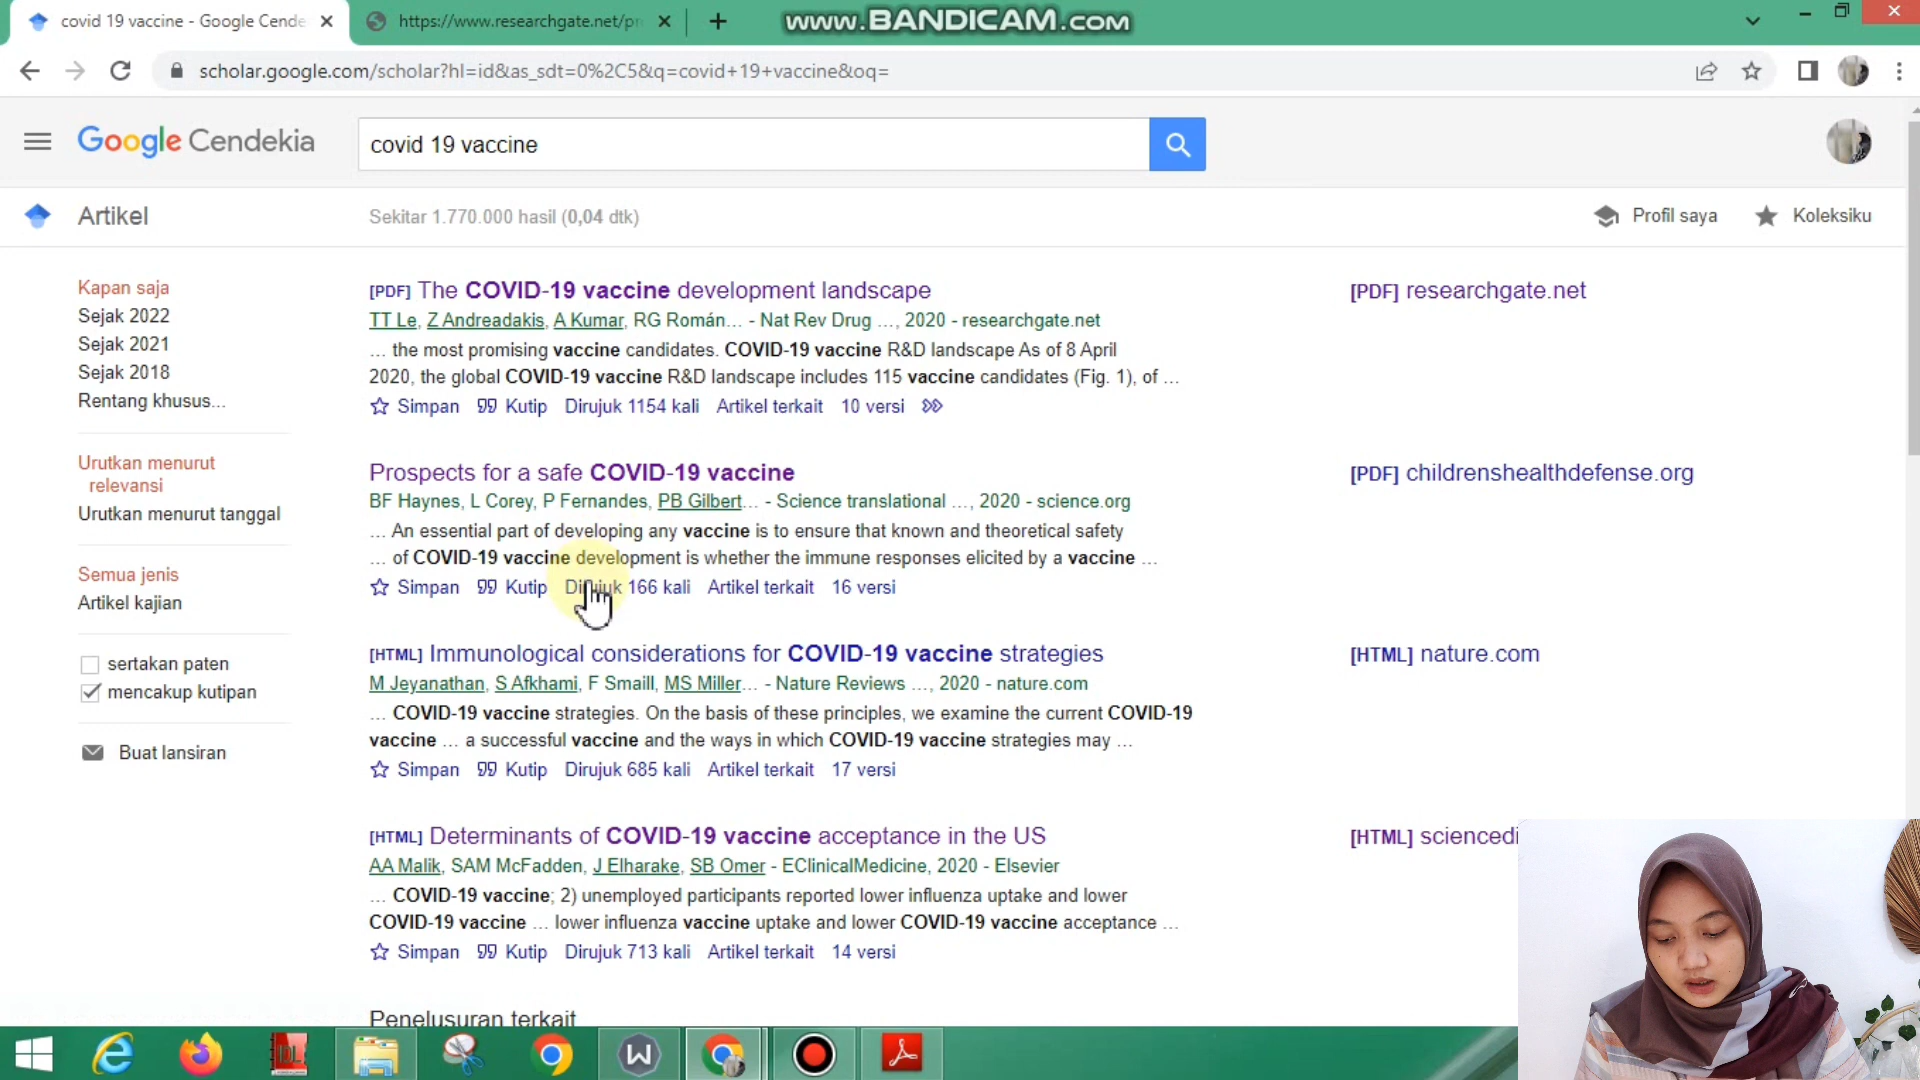 covid 19 vaccine - Google Cende
https://www.researchgate.net/pr
www.BANDICAM.com
scholar.google.com/scholar?hl=id&as_sdt=0%2C5&q=covid+19+vaccine&oq=
Google Cendekia
covid 19 vaccine
Artikel
Sekitar 1.770.000 hasil (0,04 dtk)
Profil saya
Koleksiku
Kapan saja
Sejak 2022
Sejak 2021
Sejak 2018
Rentang khusus...
Urutkan menurut
relevansi
Urutkan menurut tanggal
Semua jenis
Artikel kajian
sertakan paten
mencakup kutipan
Buat lansiran
[PDF] The COVID-19 vaccine development landscape
TT Le, Z Andreadakis, A Kumar, RG Román... - Nat Rev Drug ..., 2020 - researchgate.net
... the most promising vaccine candidates. COVID-19 vaccine R&D landscape As of 8 April
2020, the global COVID-19 vaccine R&D landscape includes 115 vaccine candidates (Fig. 1), of ...
Simpan Kutip Dirujuk 1154 kali Artikel terkait 10 versi
[PDF] researchgate.net
Prospects for a safe COVID-19 vaccine
BF Haynes, L Corey, P Fernandes, PB Gilbert... - Science translational ..., 2020 - science.org
... An essential part of developing any vaccine is to ensure that known and theoretical safety
... of COVID-19 vaccine development is whether the immune responses elicited by a vaccine ...
Simpan Kutip Dirujuk 166 kali Artikel terkait 16 versi
[PDF] childrenshealthdefense.org
[HTML] Immunological considerations for COVID-19 vaccine strategies
M Jeyanathan, S Afkhami, F Smaill, MS Miller... - Nature Reviews ..., 2020 - nature.com
... COVID-19 vaccine strategies. On the basis of these principles, we examine the current COVID-19
vaccine ... a successful vaccine and the ways in which COVID-19 vaccine strategies may ...
Simpan Kutip Dirujuk 685 kali Artikel terkait 17 versi
[HTML] nature.com
[HTML] Determinants of COVID-19 vaccine acceptance in the US
AA Malik, SAM McFadden, J Elharake, SB Omer - EClinicalMedicine, 2020 - Elsevier
... COVID-19 vaccine; 2) unemployed participants reported lower influenza uptake and lower
COVID-19 vaccine ... lower influenza vaccine uptake and lower COVID-19 vaccine acceptance ...
Simpan Kutip Dirujuk 713 kali Artikel terkait 14 versi
[HTML] sciencedi
Penelusuran terkait